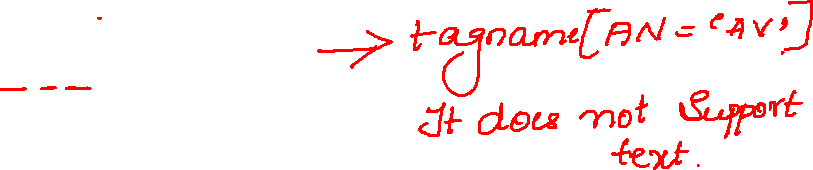 → tagname[AN = 'AV']
It does not Support
text.